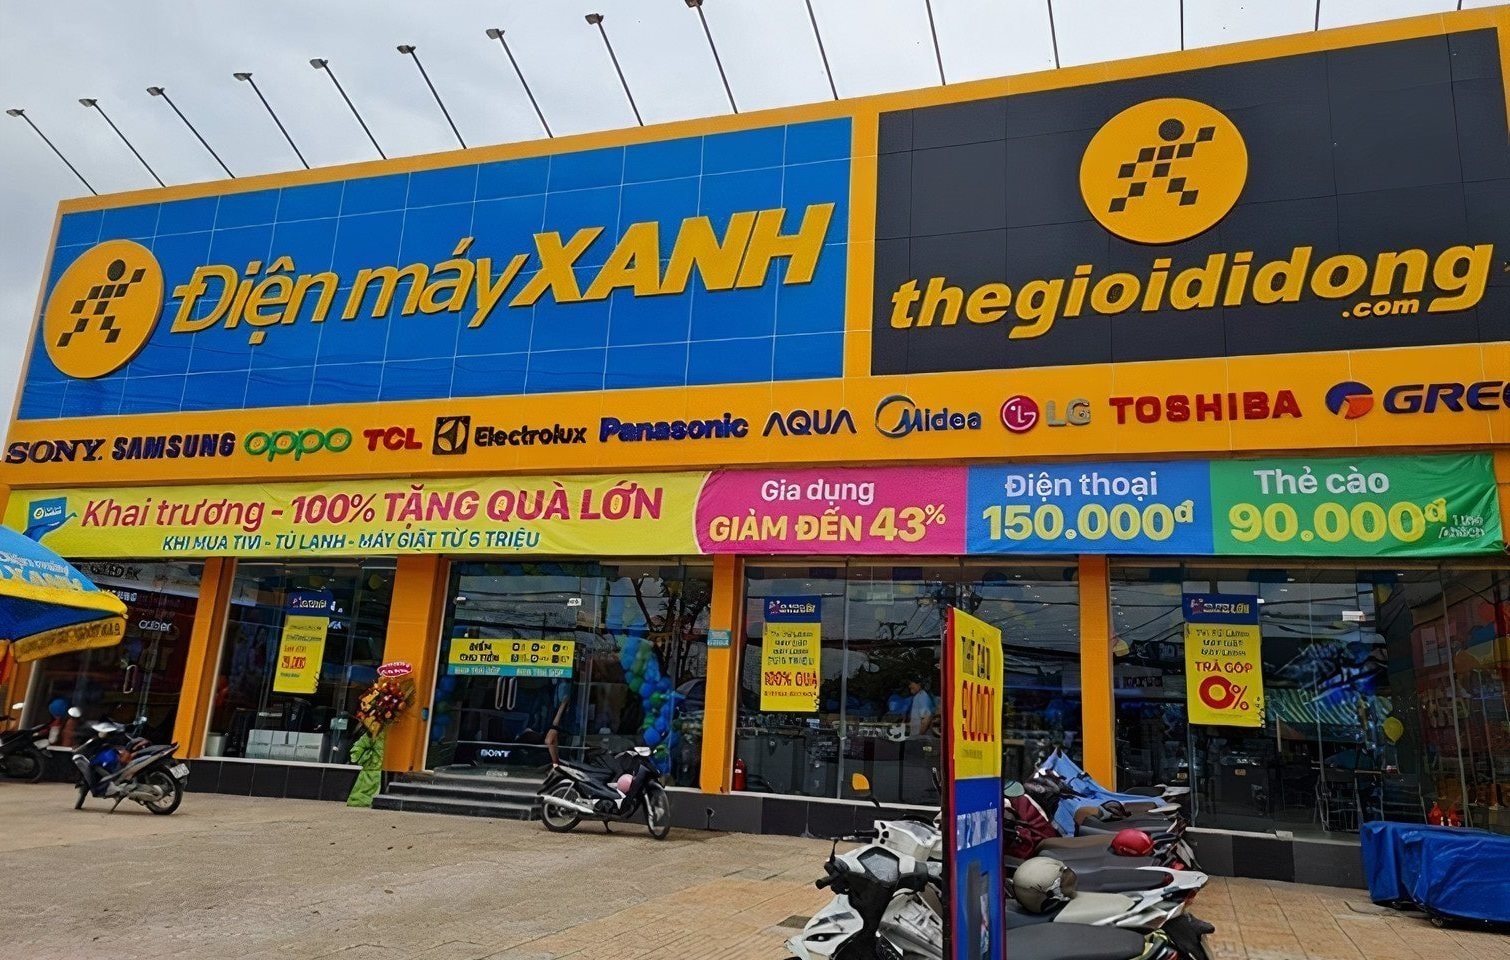 Điện máy XANH
thegioididong
.com
SONY SAMSUNG oppo TCL Electrolux Panasonic AQUA Midea LG TOSHIBA GREE
Khai trương - 100% TẶNG QUÀ LỚN
KHI MUA TIVI - TỦ LẠNH - MÁY GIẶT TỪ 5 TRIỆU
Gia dụng
GIẢM ĐẾN 43%
Điện thoại
150.000đ
Thẻ cào
90.000đ
100% QUÀ
TRẢ GÓP
0%
SONY